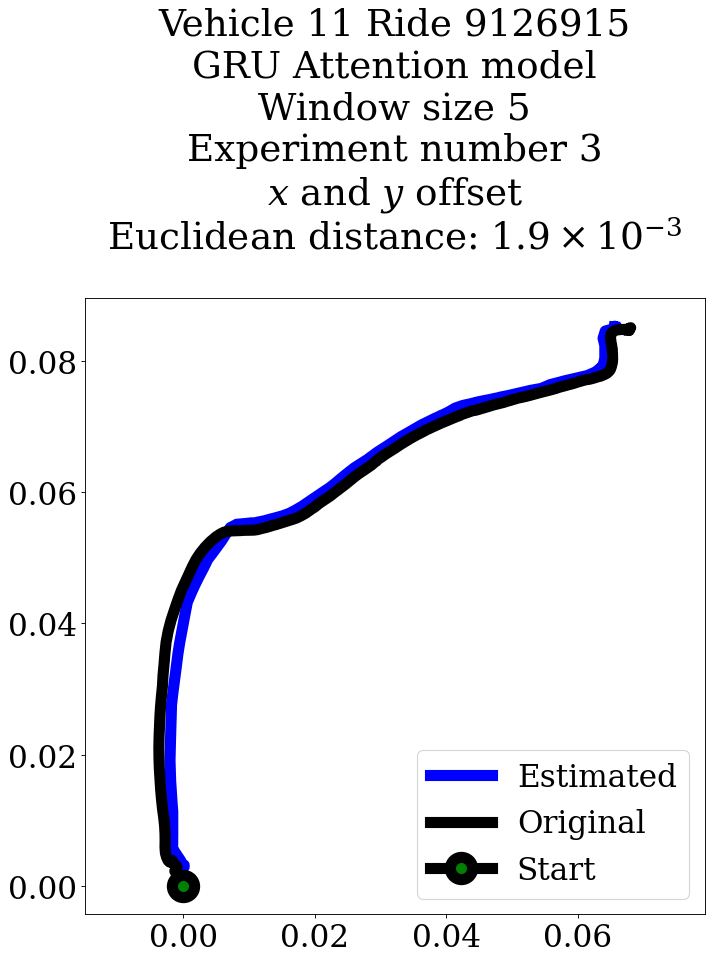 Vehicle 11 Ride 9126915
GRU Attention model
Window size 5
Experiment number 3
x and y offset
Euclidean distance: 1.9 × 10⁻³
0.08
0.06
0.04
0.02
0.00
Estimated
Original
Start
0.00 0.02 0.04 0.06